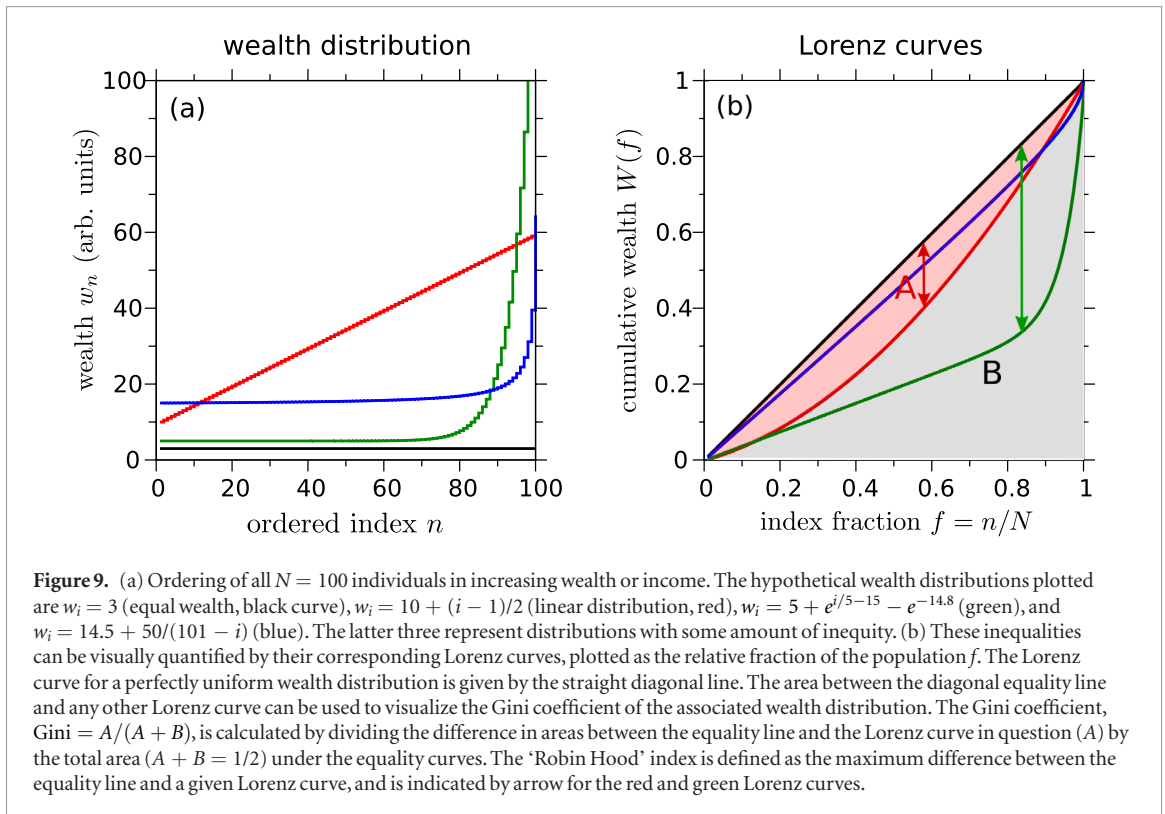 wealth distribution
100
80
60
40
20
0
(a)
wealth wₙ (arb. units)
0 20 40 60 80 100
ordered index n
Lorenz curves
1
0.8
0.6
0.4
0.2
0
(b)
A
B
cumulative wealth W(f)
0 0.2 0.4 0.6 0.8 1
index fraction f = n/N
Figure 9. (a) Ordering of all N = 100 individuals in increasing wealth or income. The hypothetical wealth distributions plotted
are wᵢ = 3 (equal wealth, black curve), wᵢ = 10 + (i − 1)/2 (linear distribution, red), wᵢ = 5 + e^{i/5−15} − e^{−14.8} (green), and
wᵢ = 14.5 + 50/(101 − i) (blue). The latter three represent distributions with some amount of inequity. (b) These inequalities
can be visually quantified by their corresponding Lorenz curves, plotted as the relative fraction of the population f. The Lorenz
curve for a perfectly uniform wealth distribution is given by the straight diagonal line. The area between the diagonal equality line
and any other Lorenz curve can be used to visualize the Gini coefficient of the associated wealth distribution. The Gini coefficient,
Gini = A/(A + B), is calculated by dividing the difference in areas between the equality line and the Lorenz curve in question (A) by
the total area (A + B = 1/2) under the equality curves. The ‘Robin Hood’ index is defined as the maximum difference between the
equality line and a given Lorenz curve, and is indicated by arrow for the red and green Lorenz curves.